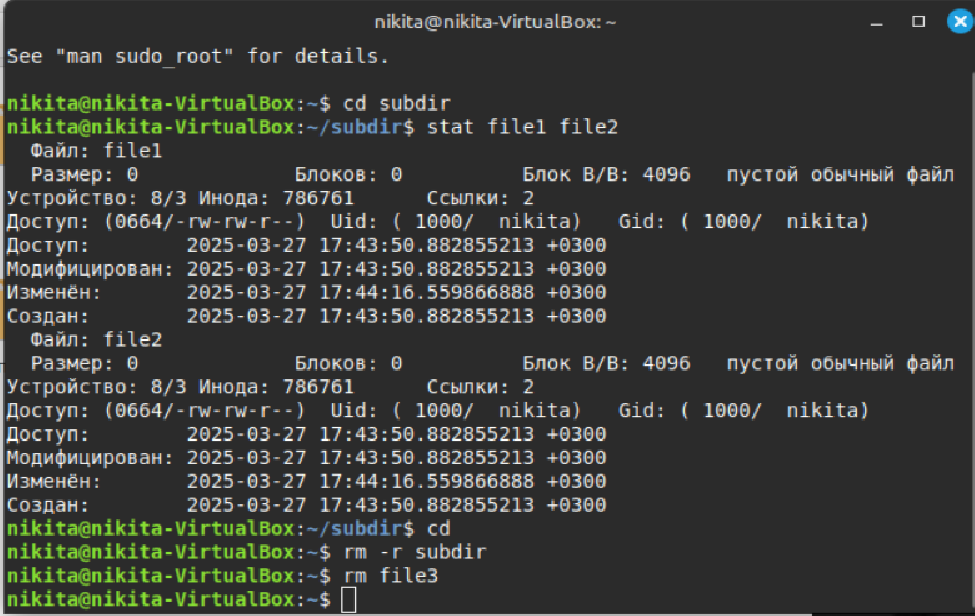 nikita@nikita-VirtualBox: ~
See "man sudo_root" for details.
nikita@nikita-VirtualBox:~$ cd subdir
nikita@nikita-VirtualBox:~/subdir$ stat file1 file2
Файл: file1
Размер: 0 Блоков: 0 Блок В/В: 4096 пустой обычный файл
Устройство: 8/3 Инода: 786761 Ссылки: 2
Доступ: (0664/-rw-rw-r--) Uid: ( 1000/ nikita) Gid: ( 1000/ nikita)
Доступ: 2025-03-27 17:43:50.882855213 +0300
Модифицирован: 2025-03-27 17:43:50.882855213 +0300
Изменён: 2025-03-27 17:44:16.559866888 +0300
Создан: 2025-03-27 17:43:50.882855213 +0300
Файл: file2
Размер: 0 Блоков: 0 Блок В/В: 4096 пустой обычный файл
Устройство: 8/3 Инода: 786761 Ссылки: 2
Доступ: (0664/-rw-rw-r--) Uid: ( 1000/ nikita) Gid: ( 1000/ nikita)
Доступ: 2025-03-27 17:43:50.882855213 +0300
Модифицирован: 2025-03-27 17:43:50.882855213 +0300
Изменён: 2025-03-27 17:44:16.559866888 +0300
Создан: 2025-03-27 17:43:50.882855213 +0300
nikita@nikita-VirtualBox:~/subdir$ cd
nikita@nikita-VirtualBox:~$ rm -r subdir
nikita@nikita-VirtualBox:~$ rm file3
nikita@nikita-VirtualBox:~$